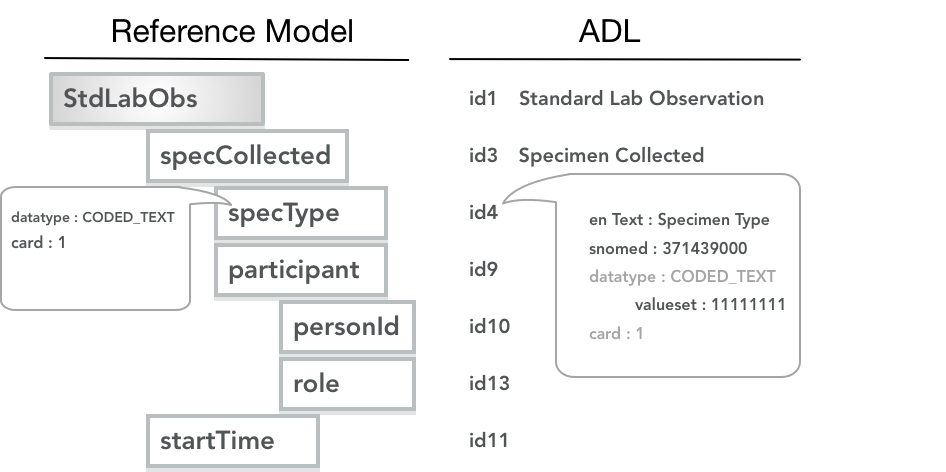 Reference Model
ADL
StdLabObs
id1 Standard Lab Observation
specCollected
id3 Specimen Collected
datatype : CODED_TEXT
card : 1
specType
id4
en Text : Specimen Type
snomed : 371439000
datatype : CODED_TEXT
valueset : 11111111
card : 1
participant
id9
personId
id10
role
id13
startTime
id11